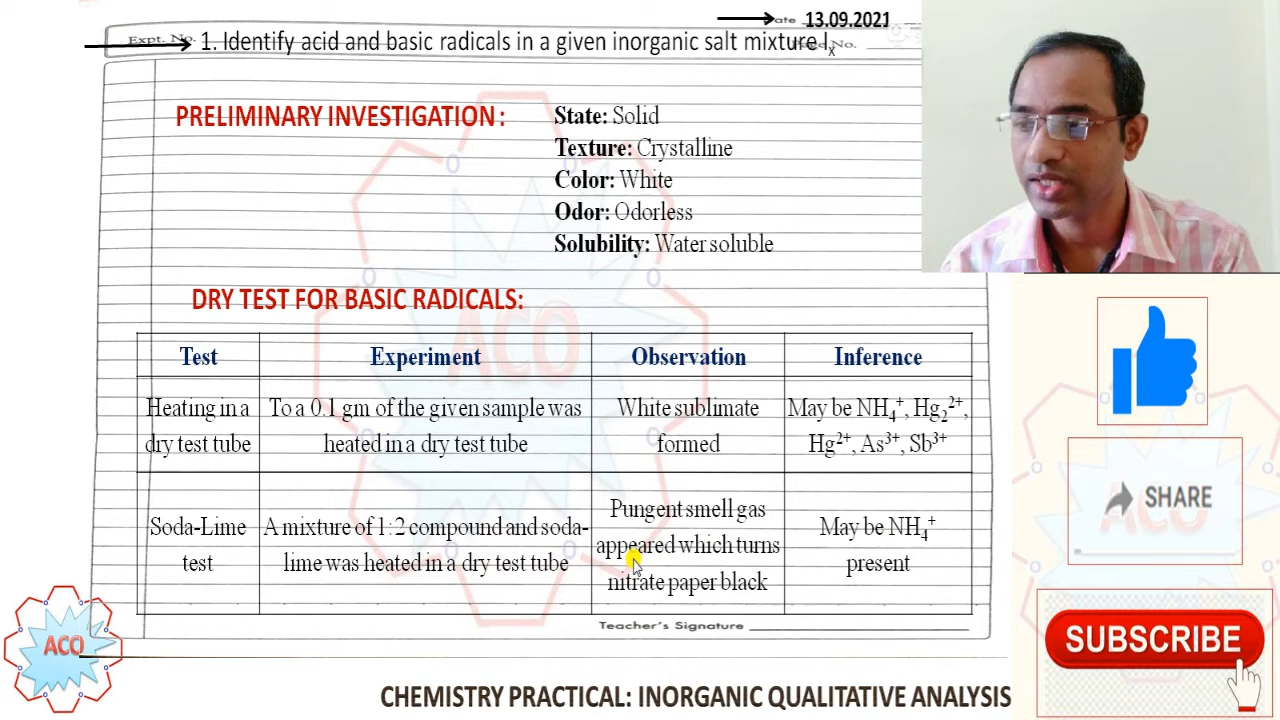 ate 13.09.2021
Expt. No. 1. Identify acid and basic radicals in a given inorganic salt mixture Iₓ
No.
PRELIMINARY INVESTIGATION :
State: Solid
Texture: Crystalline
Color: White
Odor: Odorless
Solubility: Water soluble
DRY TEST FOR BASIC RADICALS:
Test Experiment Observation Inference
Heating in a
dry test tube
To a 0.1 gm of the given sample was
heated in a dry test tube
White sublimate
formed
May be NH₄⁺, Hg₂²⁺,
Hg²⁺, As³⁺, Sb³⁺
Soda-Lime
test
A mixture of 1:2 compound and soda-
lime was heated in a dry test tube
Pungent smell gas
appeared which turns
nitrate paper black
May be NH₄⁺
present
Teacher's Signature
ACO
ACO
SHARE
ACO
SUBSCRIBE
CHEMISTRY PRACTICAL: INORGANIC QUALITATIVE ANALYSIS